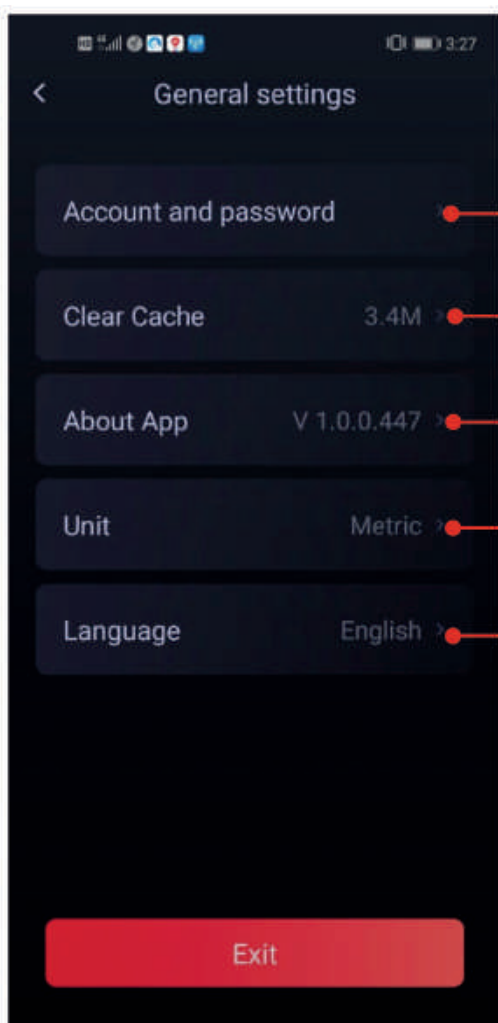 3:27
General settings
Account and password
Clear Cache 3.4M
About App V 1.0.0.447
Unit Metric
Language English
Exit